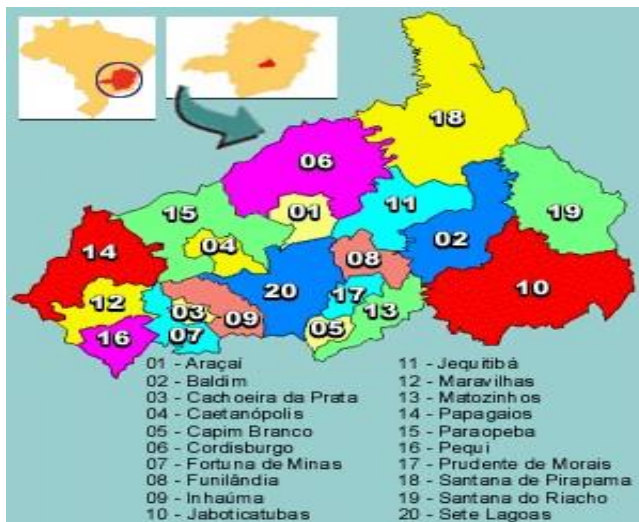 18
06
15
01
11
19
14
04
02
08
20
10
12
03
17
13
09
05
16
07
01 - Araçaí
02 - Baldim
03 - Cachoeira da Prata
04 - Caetanópolis
05 - Capim Branco
06 - Cordisburgo
07 - Fortuna de Minas
08 - Funilândia
09 - Inhaúma
10 - Jaboticatubas
11 - Jequitibá
12 - Maravilhas
13 - Matozinhos
14 - Papagaios
15 - Paraopeba
16 - Pequi
17 - Prudente de Morais
18 - Santana de Pirapama
19 - Santana do Riacho
20 - Sete Lagoas